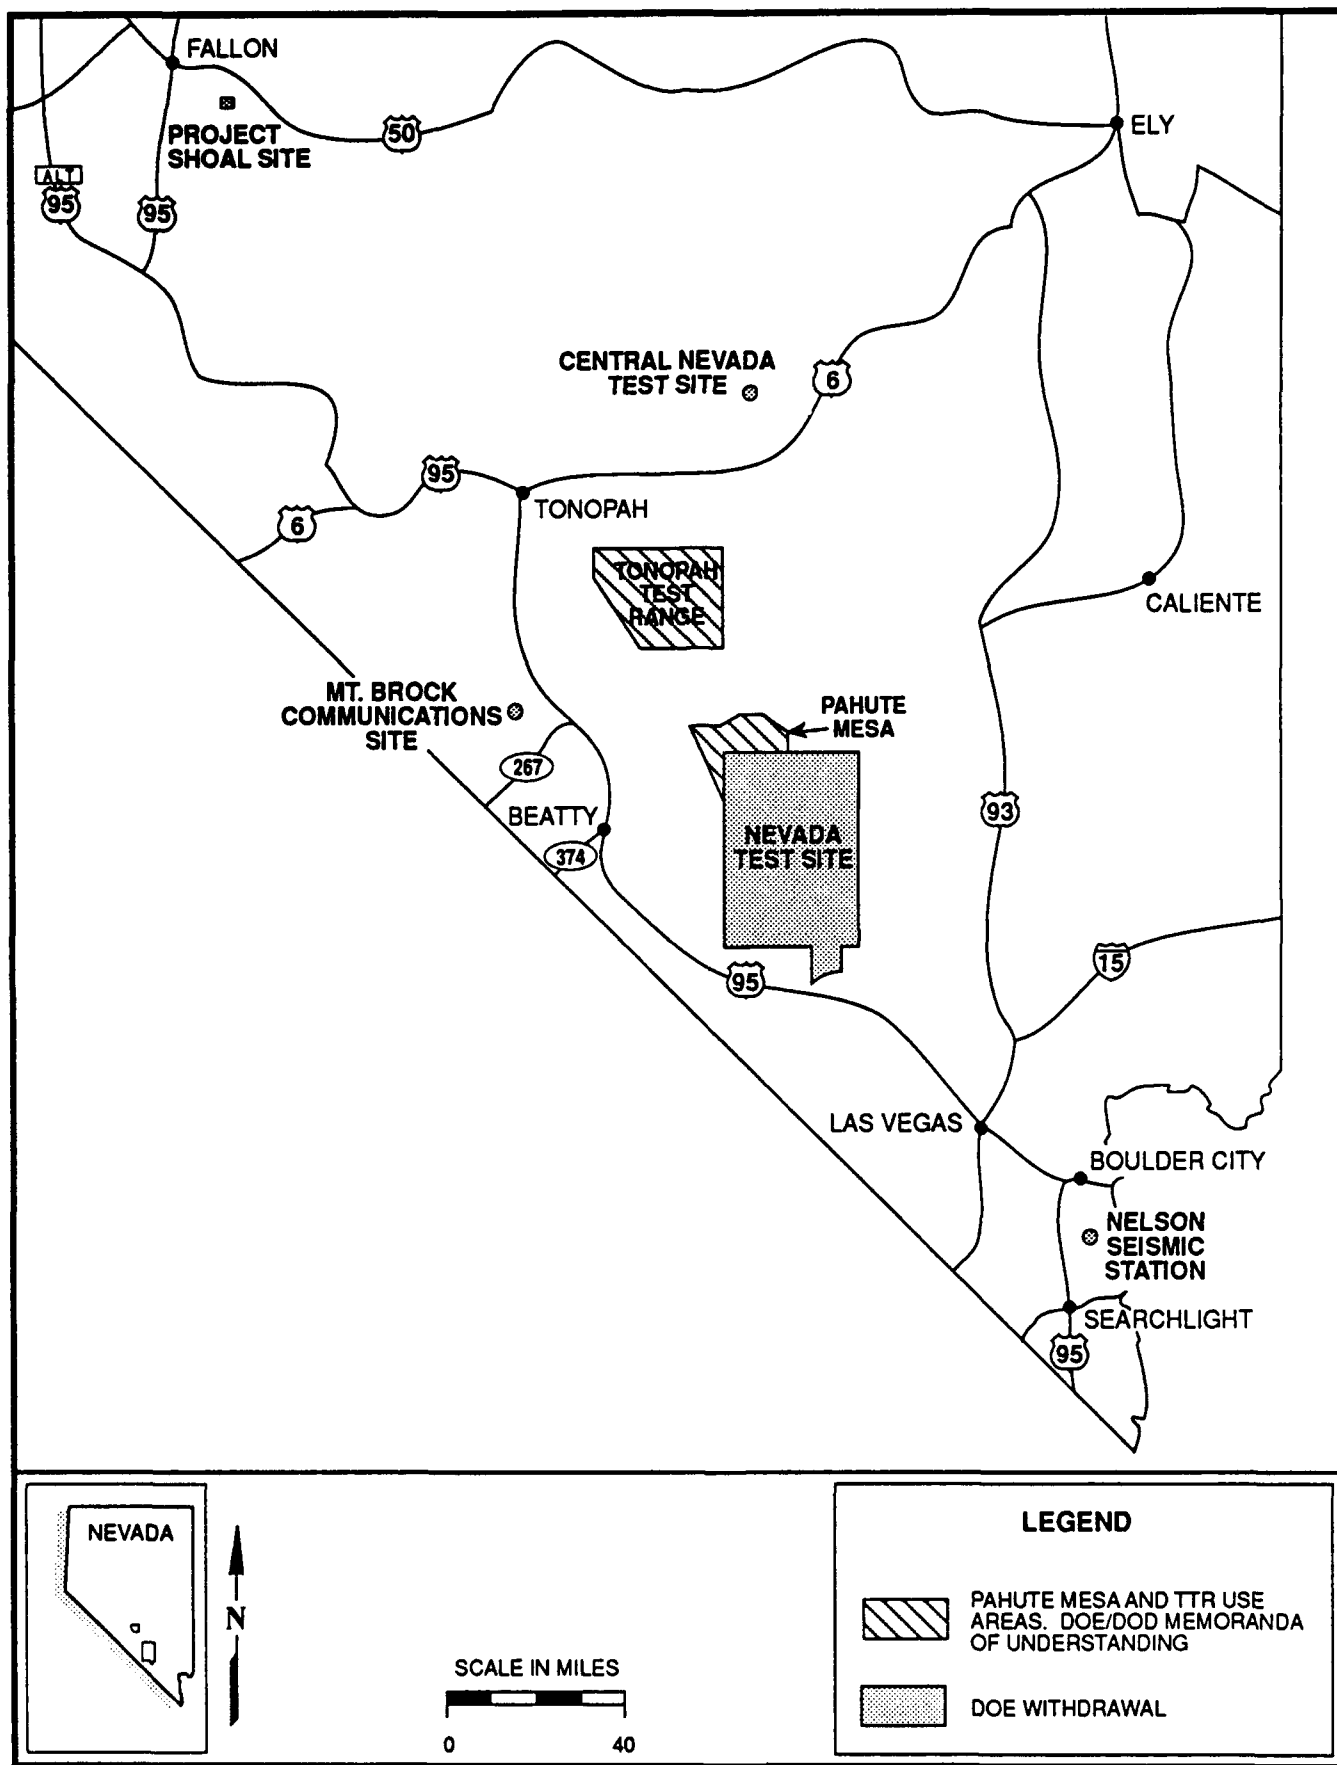 FALLON
PROJECT
SHOAL SITE
50
ELY
ALT
95
95
CENTRAL NEVADA
TEST SITE
6
95
TONOPAH
6
TONOPAH
TEST
RANGE
CALIENTE
MT. BROCK
COMMUNICATIONS
SITE
PAHUTE
MESA
267
BEATTY
374
93
NEVADA
TEST SITE
95
15
LAS VEGAS
BOULDER CITY
NELSON
SEISMIC
STATION
SEARCHLIGHT
95
NEVADA
N
SCALE IN MILES
0 40
LEGEND
PAHUTE MESA AND TTR USE
AREAS. DOE/DOD MEMORANDA
OF UNDERSTANDING
DOE WITHDRAWAL